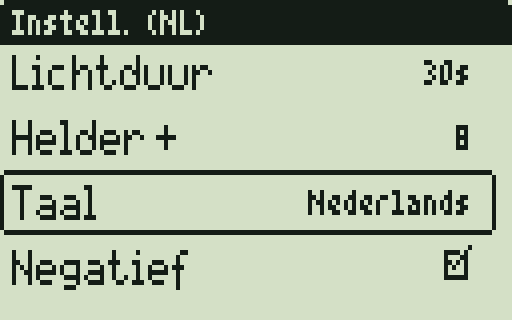 Instell. (NL)
Lichtduur 30s
Helder + 8
Taal Nederlands
Negatief